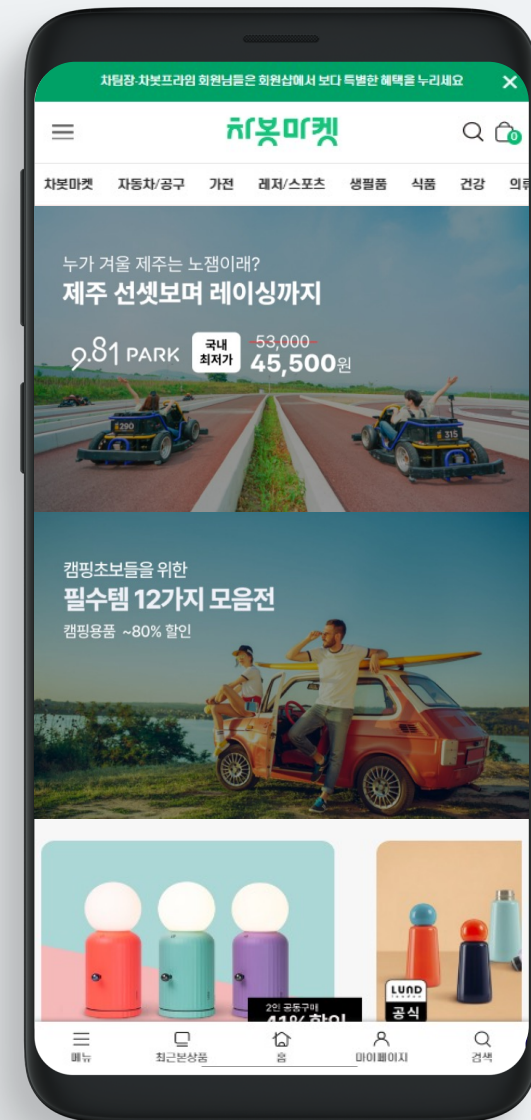 차팀장·차봇프라임 회원님들은 회원샵에서 보다 특별한 혜택을 누리세요
차봇마켓
0
차봇마켓 자동차/공구 가전 레저/스포츠 생필품 식품 건강
누가 겨울 제주는 노잼이래?
제주 선셋보며 레이싱까지
9.81 PARK
국내
최저가
53,000
45,500원
290
315
캠핑초보들을 위한
필수템 12가지 모음전
캠핑용품 ~80% 할인
2인 공동구매
41% 할인
LUND
london
공식
메뉴 최근본상품 홈 마이페이지 검색